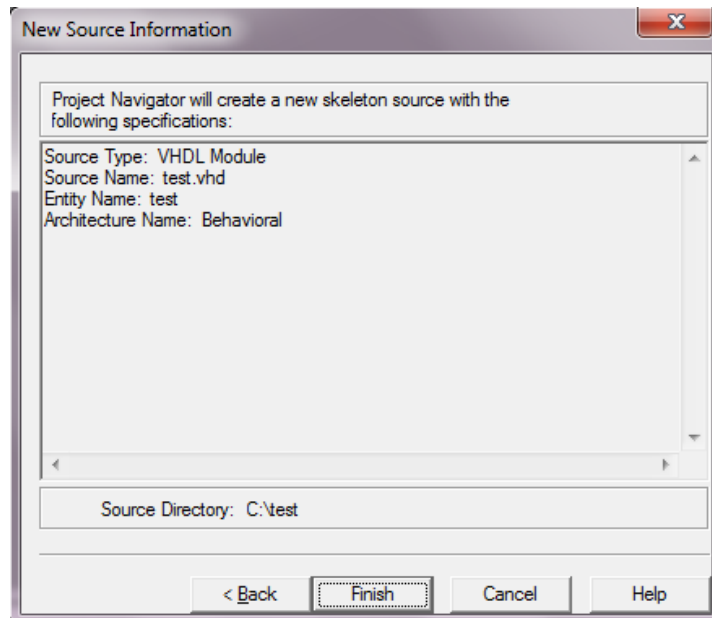 New Source Information
Project Navigator will create a new skeleton source with the
following specifications:
Source Type: VHDL Module
Source Name: test.vhd
Entity Name: test
Architecture Name: Behavioral
Source Directory: C:\test
< Back
Finish
Cancel
Help